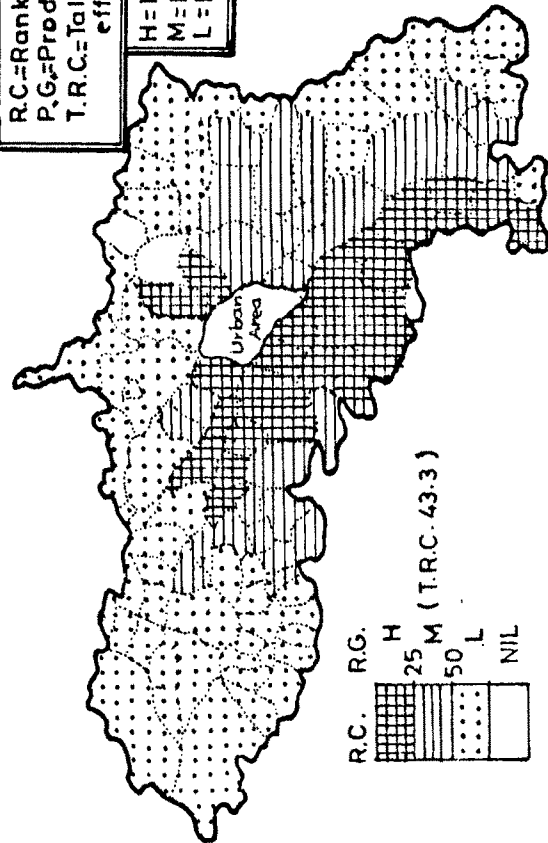 R.C.=Rank
P.G.=Prod
T.R.C.=Tal
eff
H=
M=
L=
Urban
Area
R.C. R.G.
H
25
M (T.R.C. 43.3)
50
L
NIL